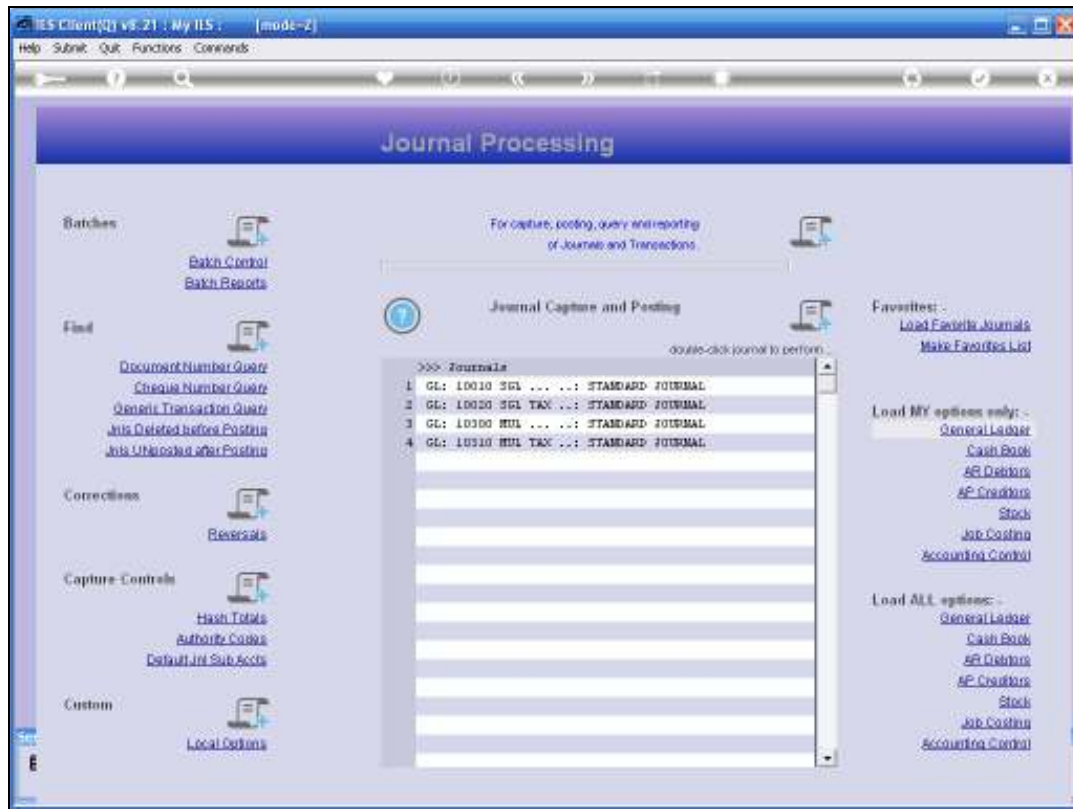 IES Client(Q) v8.21 : My IES : [mode=2]
Help Submit Quit Functions Commands
Journal Processing
Batches
Batch Control
Batch Reports
Find
Document Number Query
Cheque Number Query
Generic Transaction Query
Jnls Deleted before Posting
Jnls UNposted after Posting
Corrections
Reversals
Capture Controls
Hash Totals
Authority Codes
Default Jnl Sub Accts
Custom
Local Options
For capture, posting, query and reporting
of Journals and Transactions
Journal Capture and Posting
double-click journal to perform ..
>>> Journals
1 GL: 10010 SGL ... ..: STANDARD JOURNAL
2 GL: 10020 SGL TAX ..: STANDARD JOURNAL
3 GL: 10300 MUL ... ..: STANDARD JOURNAL
4 GL: 10310 MUL TAX ..: STANDARD JOURNAL
Favorites: -
Load Favorite Journals
Make Favorites List
Load MY options only: -
General Ledger
Cash Book
AR Debtors
AP Creditors
Stock
Job Costing
Accounting Control
Load ALL options: -
General Ledger
Cash Book
AR Debtors
AP Creditors
Stock
Job Costing
Accounting Control